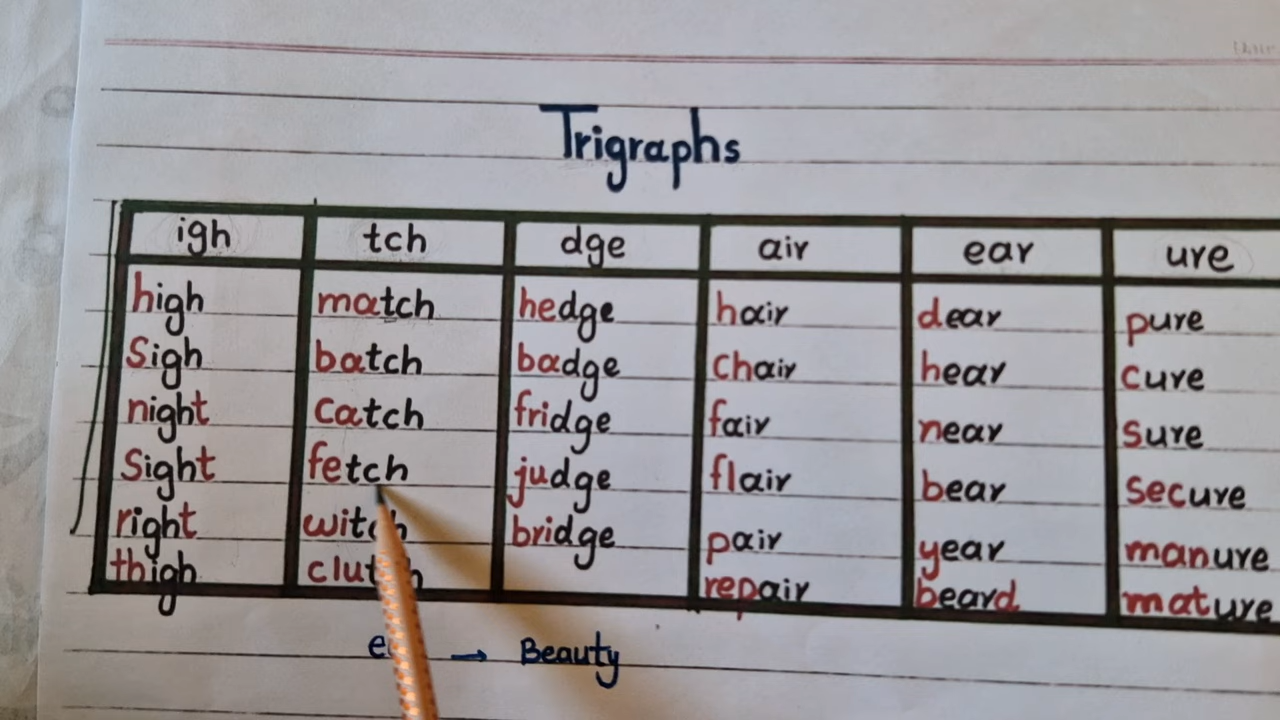 Trigraphs
igh tch dge air ear ure
high match hedge hair dear pure
Sigh batch badge Chair hear cure
night Catch fridge fair near Sure
Sight fetch judge flair bear secure
right witch bridge pair year manure
thigh repair beard mature
→ Beauty